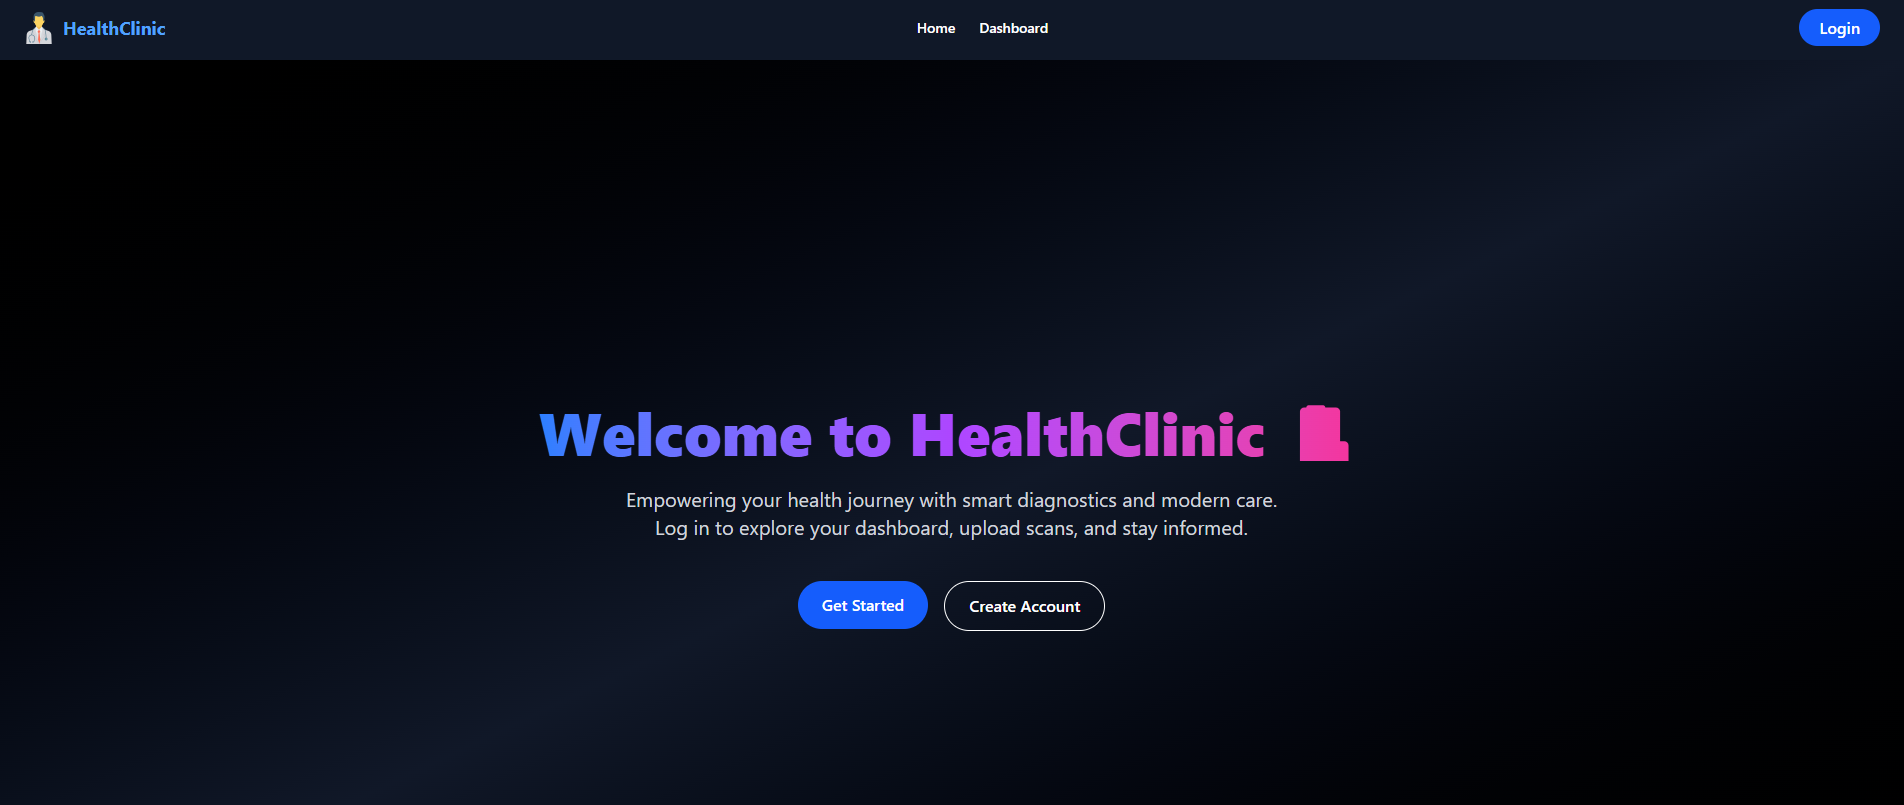 HealthClinic
Home
Dashboard
Login
Welcome to HealthClinic
Empowering your health journey with smart diagnostics and modern care.
Log in to explore your dashboard, upload scans, and stay informed.
Get Started
Create Account